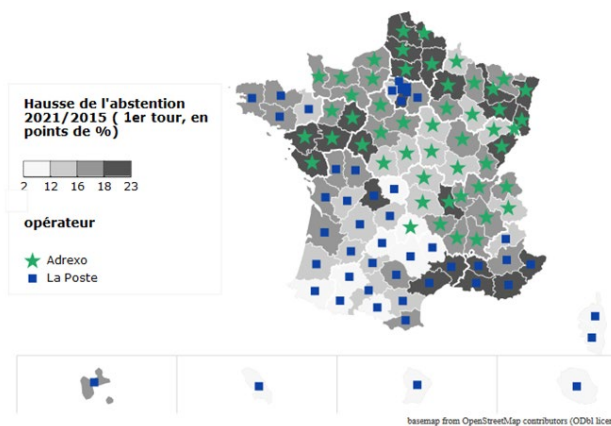 Hausse de l'abstention
2021/2015 ( 1er tour, en
points de %)
2 12 16 18 23
opérateur
Adrexo
La Poste
basemap from OpenStreetMap contributors (ODbl licen